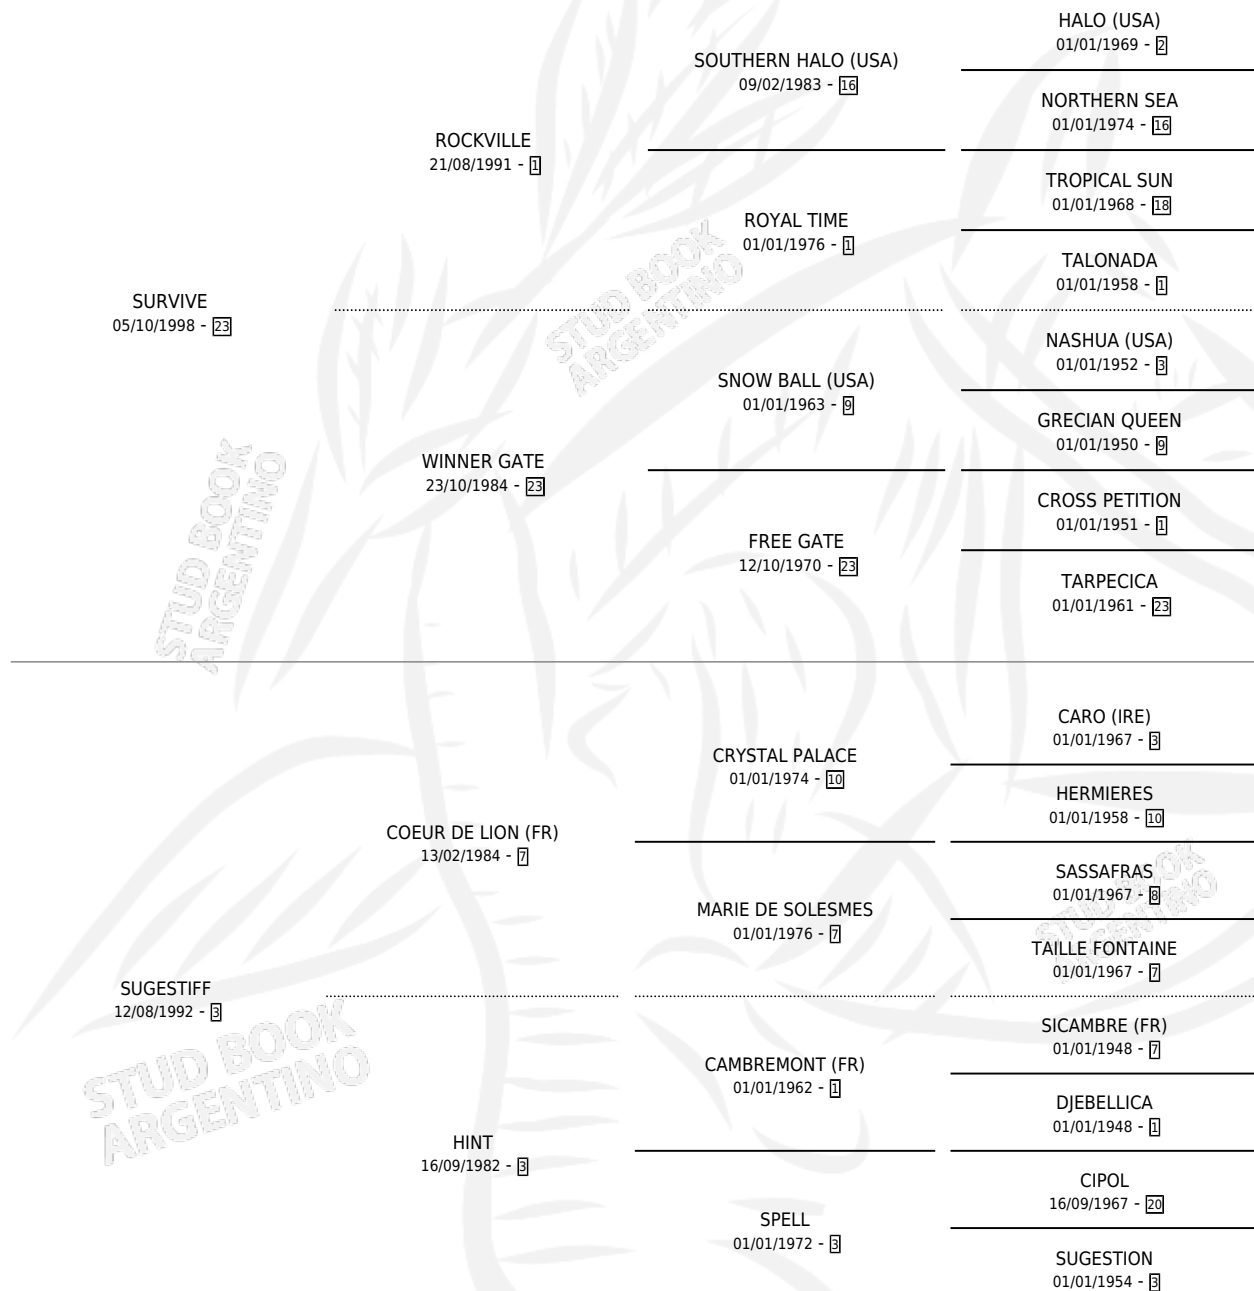 HALO (USA)
01/01/1969 - 2
SOUTHERN HALO (USA)
09/02/1983 - 16
NORTHERN SEA
01/01/1974 - 16
ROCKVILLE
21/08/1991 - 1
TROPICAL SUN
01/01/1968 - 18
ROYAL TIME
01/01/1976 - 1
TALONADA
01/01/1958 - 1
STUD BOOK
ARGENTINO
SURVIVE
05/10/1998 - 23
NASHUA (USA)
01/01/1952 - 3
SNOW BALL (USA)
01/01/1963 - 9
GRECIAN QUEEN
01/01/1950 - 9
WINNER GATE
23/10/1984 - 23
CROSS PETITION
01/01/1951 - 1
FREE GATE
12/10/1970 - 23
TARPECICA
01/01/1961 - 23
STUD BOOK
ARGENTINO
CARO (IRE)
01/01/1967 - 3
CRYSTAL PALACE
01/01/1974 - 10
HERMIERES
01/01/1958 - 10
COEUR DE LION (FR)
13/02/1984 - 7
SASSAFRAS
01/01/1967 - 8
MARIE DE SOLESMES
01/01/1976 - 7
TAILLE FONTAINE
01/01/1967 - 7
STUD BOOK
ARGENTINO
SUGESTIFF
12/08/1992 - 3
SICAMBRE (FR)
01/01/1948 - 7
CAMBREMONT (FR)
01/01/1962 - 1
DJEBELLICA
01/01/1948 - 1
STUD BOOK
ARGENTINO
HINT
16/09/1982 - 3
CIPOL
16/09/1967 - 20
SPELL
01/01/1972 - 3
SUGESTION
01/01/1954 - 3